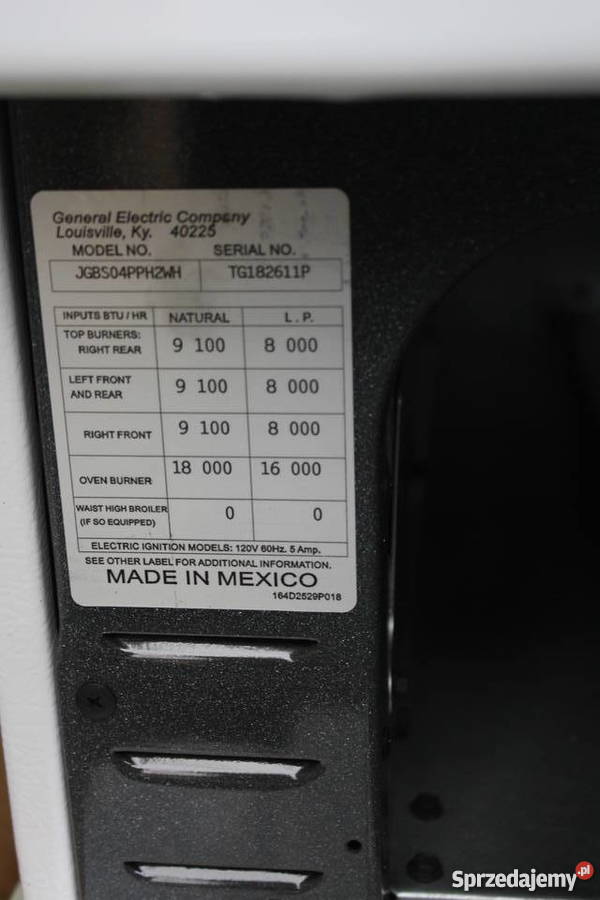 General Electric Company
Louisville, Ky. 40225
MODEL NO. SERIAL NO.
JGBS04PPH2WH TG182611P
INPUTS BTU / HR NATURAL L.P.
TOP BURNERS:
RIGHT REAR 9 100 8 000
LEFT FRONT
AND REAR 9 100 8 000
RIGHT FRONT 9 100 8 000
OVEN BURNER 18 000 16 000
WAIST HIGH BROILER
(IF SO EQUIPPED) 0 0
ELECTRIC IGNITION MODELS: 120V 60Hz. 5 Amp.
SEE OTHER LABEL FOR ADDITIONAL INFORMATION.
MADE IN MEXICO
164D2529P018
Sprzedajemy.pl